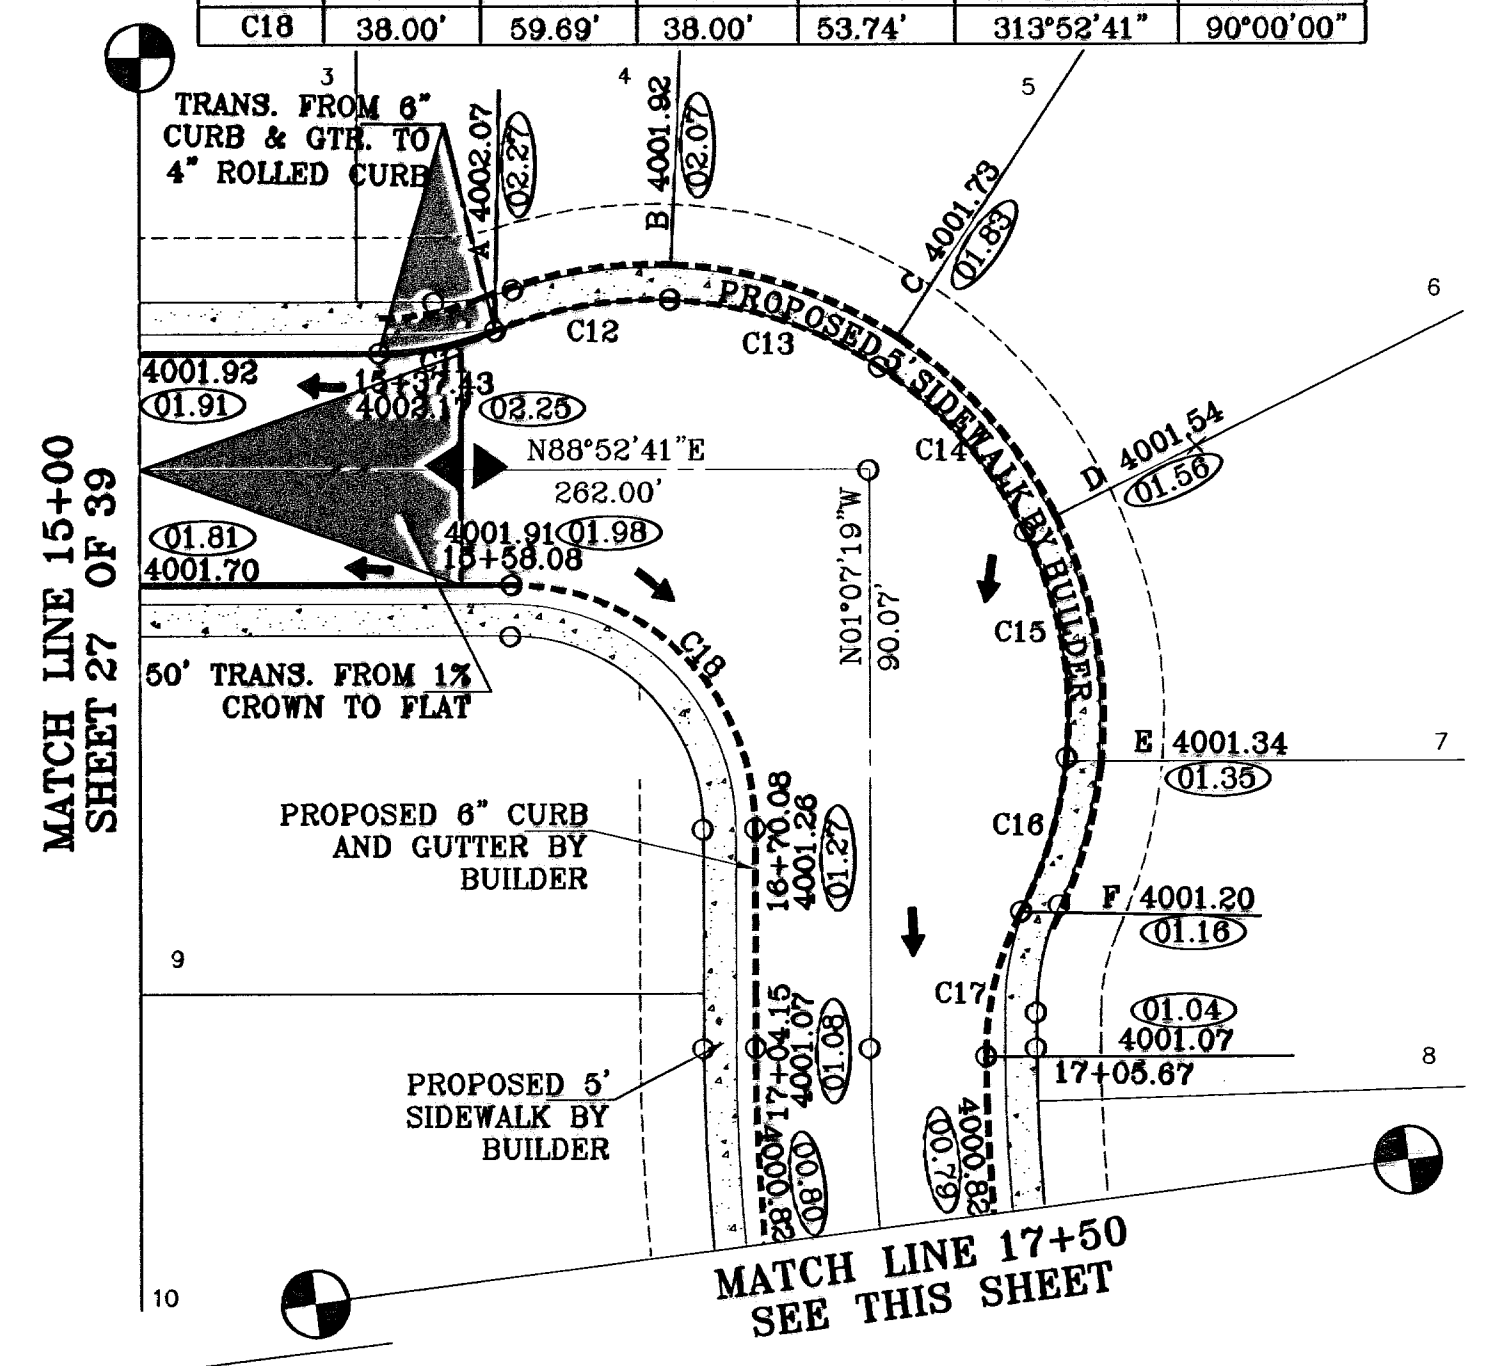 C18 38.00' 59.69' 38.00' 53.74' 313°52'41" 90°00'00"
3
4
5
6
7
8
9
10
TRANS. FROM 6"
CURB & GTR. TO
4" ROLLED CURB
A 4002.07
02.27
B 4001.92
02.07
C 4001.73
01.83
D 4001.54
01.56
E 4001.34
01.35
F 4001.20
01.16
01.04
4001.07
17+05.67
C12
C13
C14
C15
C16
C17
C18
PROPOSED 5' SIDEWALK BY BUILDER
4001.92
01.91
15+37.43
02.25
N88°52'41"E
262.00'
01.81
4001.70
4001.91 01.98
15+58.08
N01°07'19"W
90.07'
MATCH LINE 15+00
SHEET 27 OF 39
50' TRANS. FROM 1%
CROWN TO FLAT
PROPOSED 6" CURB
AND GUTTER BY
BUILDER
16+70.08
4001.26
01.27
17+04.15
4001.07
01.08
PROPOSED 5'
SIDEWALK BY
BUILDER
4000.82
00.80
4000.82
00.79
MATCH LINE 17+50
SEE THIS SHEET